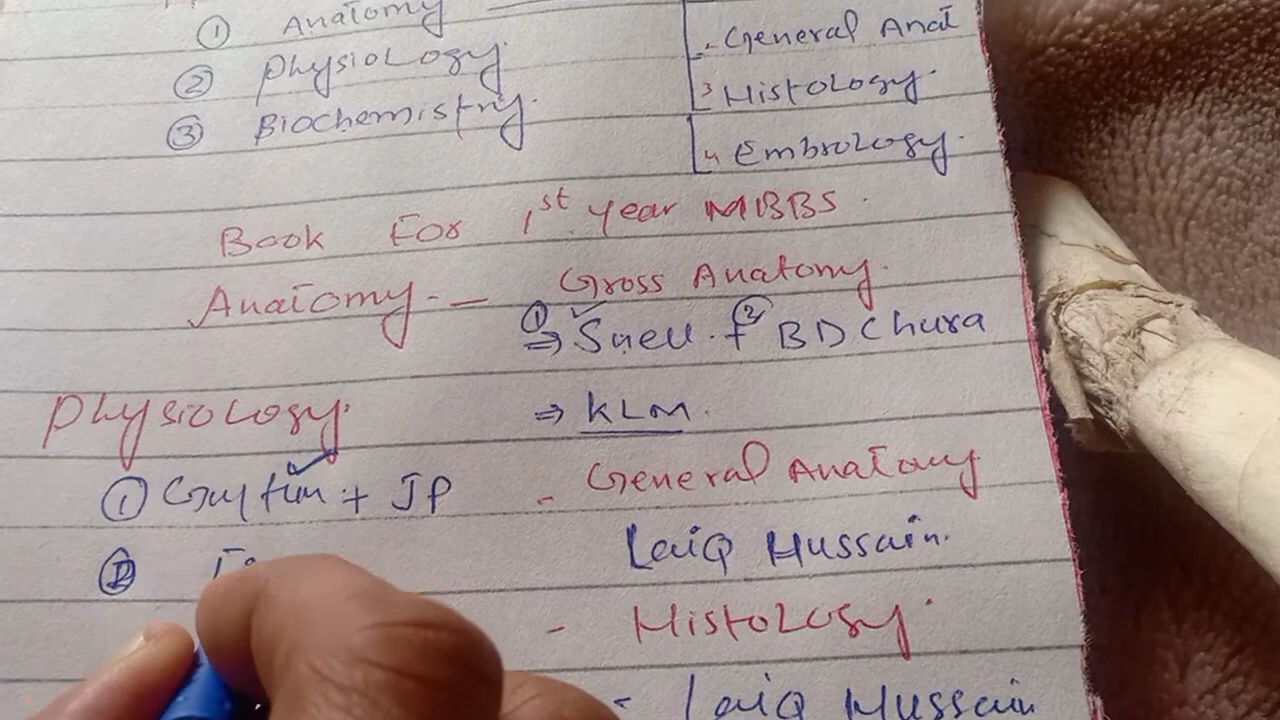 ① Anatomy
② Physiology.
③ Biochemistry.
General Anat
3 Histology.
4 Embrology.
Book For 1st year MBBS.
Anatomy. — Gross Anatomy.
① ⇒ Snell. + ② BD Chura
⇒ KLM.
Physiology.
① Guyton + JP
②
- General Anatomy
Laiq Hussain.
- Histology.
- Laiq Hussain